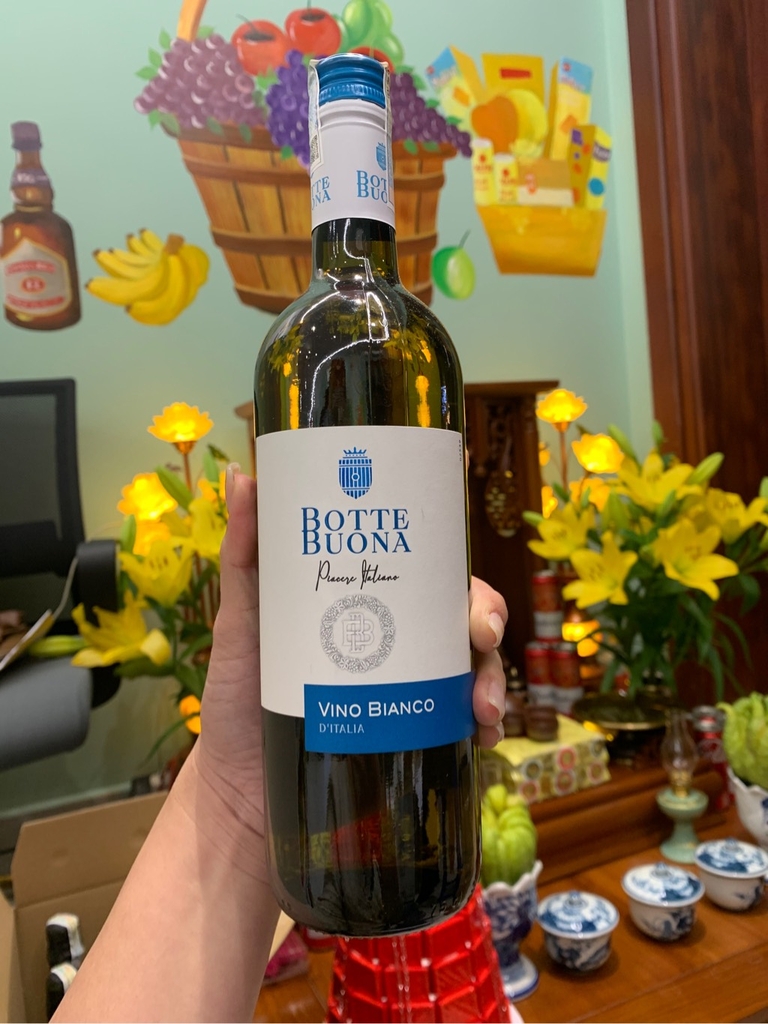 BOTTE
BUONA
BOTTE
BUONA
Piacere Italiano
VINO BIANCO
D'ITALIA